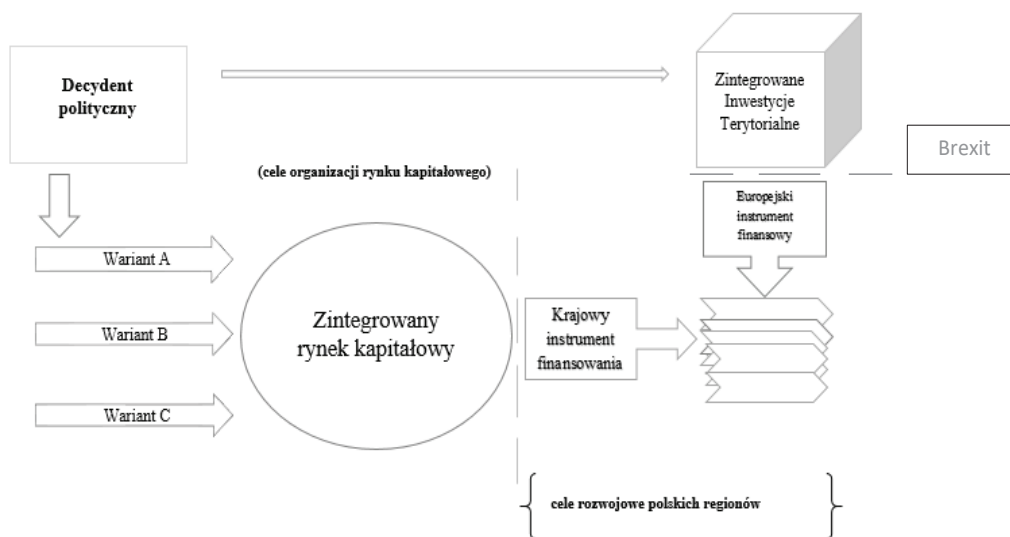 Decydent
polityczny
Zintegrowane
Inwestycje
Terytorialne
Brexit
(cele organizacji rynku kapitałowego)
Europejski
instrument
finansowy
Wariant A
Wariant B
Wariant C
Zintegrowany
rynek kapitałowy
Krajowy
instrument
finansowania
cele rozwojowe polskich regionów